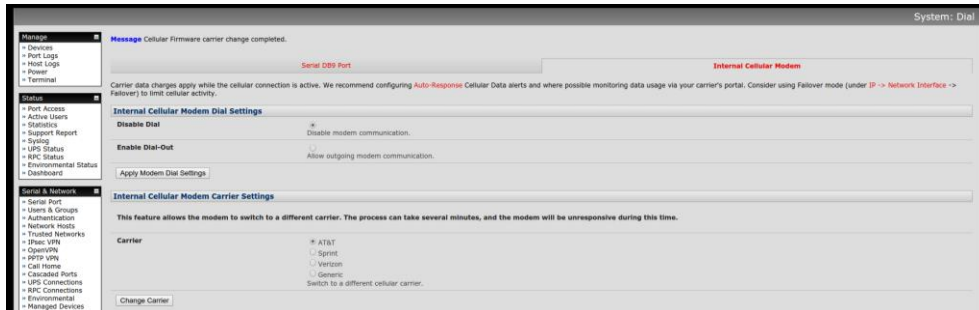 System: Dial
Manage
Devices
Port Logs
Host Logs
Power
Terminal
Status
Port Access
Active Users
Statistics
Support Report
Syslog
UPS Status
RPC Status
Environmental Status
Dashboard
Serial & Network
Serial Port
Users & Groups
Authentication
Network Hosts
Trusted Networks
IPsec VPN
OpenVPN
PPTP VPN
Call Home
Cascaded Ports
UPS Connections
RPC Connections
Environmental
Managed Devices
Message Cellular Firmware carrier change completed.
Serial DB9 Port
Internal Cellular Modem
Carrier data charges apply while the cellular connection is active. We recommend configuring Auto-Response Cellular Data alerts and where possible monitoring data usage via your carrier's portal. Consider using Failover mode (under IP -> Network Interface ->
Failover) to limit cellular activity.
Internal Cellular Modem Dial Settings
Disable Dial
Disable modem communication.
Enable Dial-Out
Allow outgoing modem communication.
Apply Modem Dial Settings
Internal Cellular Modem Carrier Settings
This feature allows the modem to switch to a different carrier. The process can take several minutes, and the modem will be unresponsive during this time.
Carrier
AT&T
Sprint
Verizon
Generic
Switch to a different cellular carrier.
Change Carrier